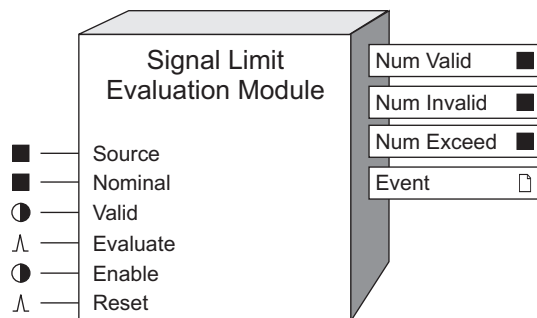 Signal Limit
Evaluation Module
Source
Nominal
Valid
Evaluate
Enable
Reset
Num Valid
Num Invalid
Num Exceed
Event